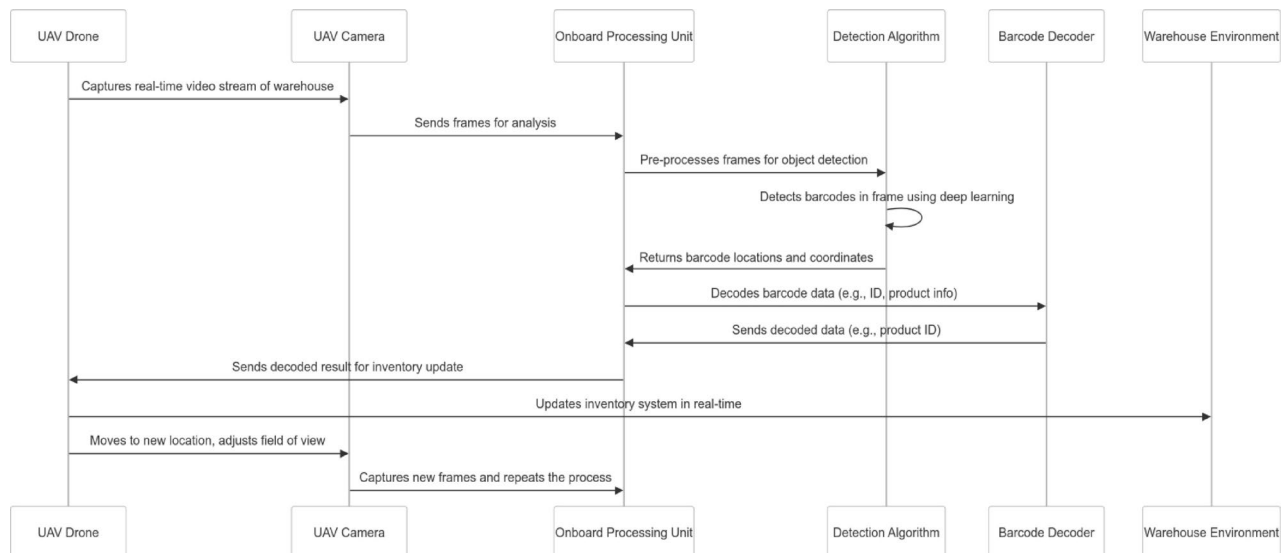 UAV Drone
UAV Camera
Onboard Processing Unit
Detection Algorithm
Barcode Decoder
Warehouse Environment
Captures real-time video stream of warehouse
Sends frames for analysis
Pre-processes frames for object detection
Detects barcodes in frame using deep learning
Returns barcode locations and coordinates
Decodes barcode data (e.g., ID, product info)
Sends decoded data (e.g., product ID)
Sends decoded result for inventory update
Updates inventory system in real-time
Moves to new location, adjusts field of view
Captures new frames and repeats the process
UAV Drone
UAV Camera
Onboard Processing Unit
Detection Algorithm
Barcode Decoder
Warehouse Environment